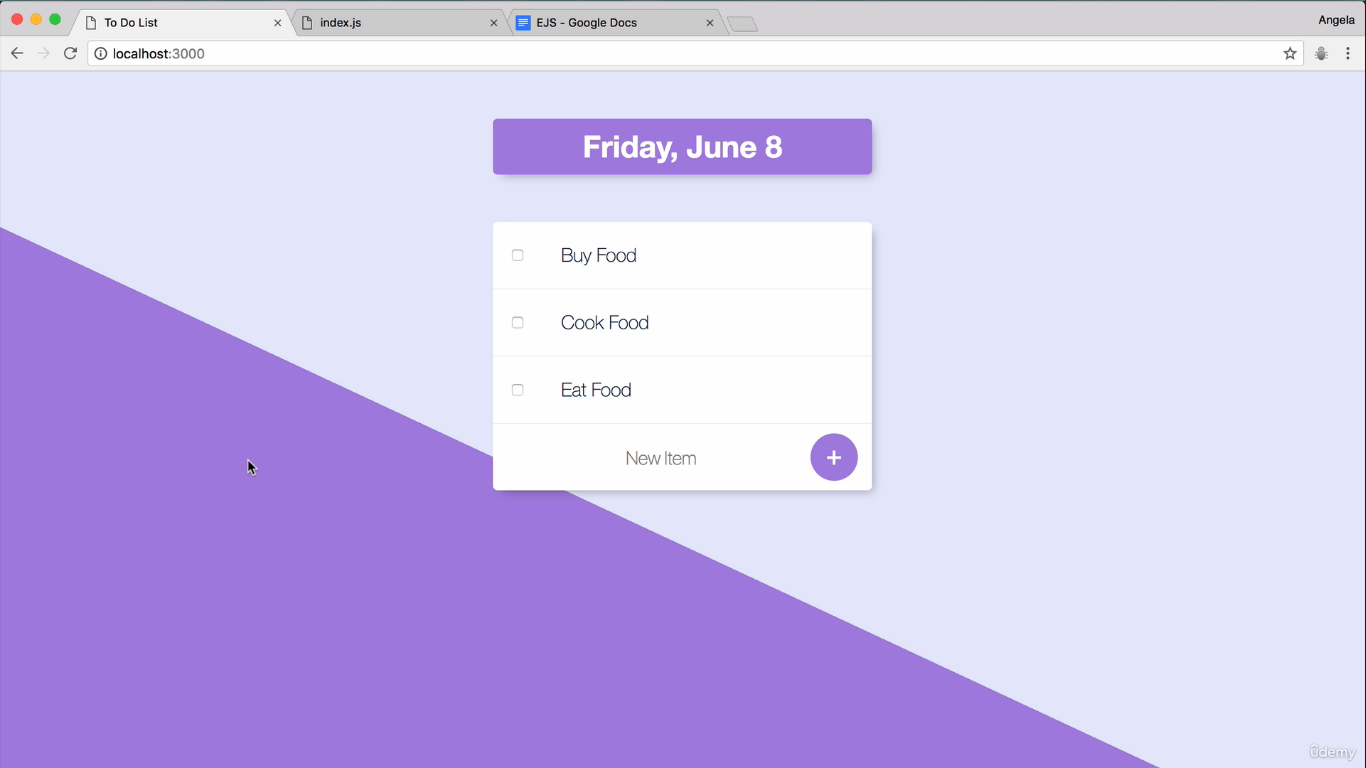 To Do List
index.js
EJS - Google Docs
Angela
localhost:3000
Friday, June 8
Buy Food
Cook Food
Eat Food
New Item
+
ûdemy